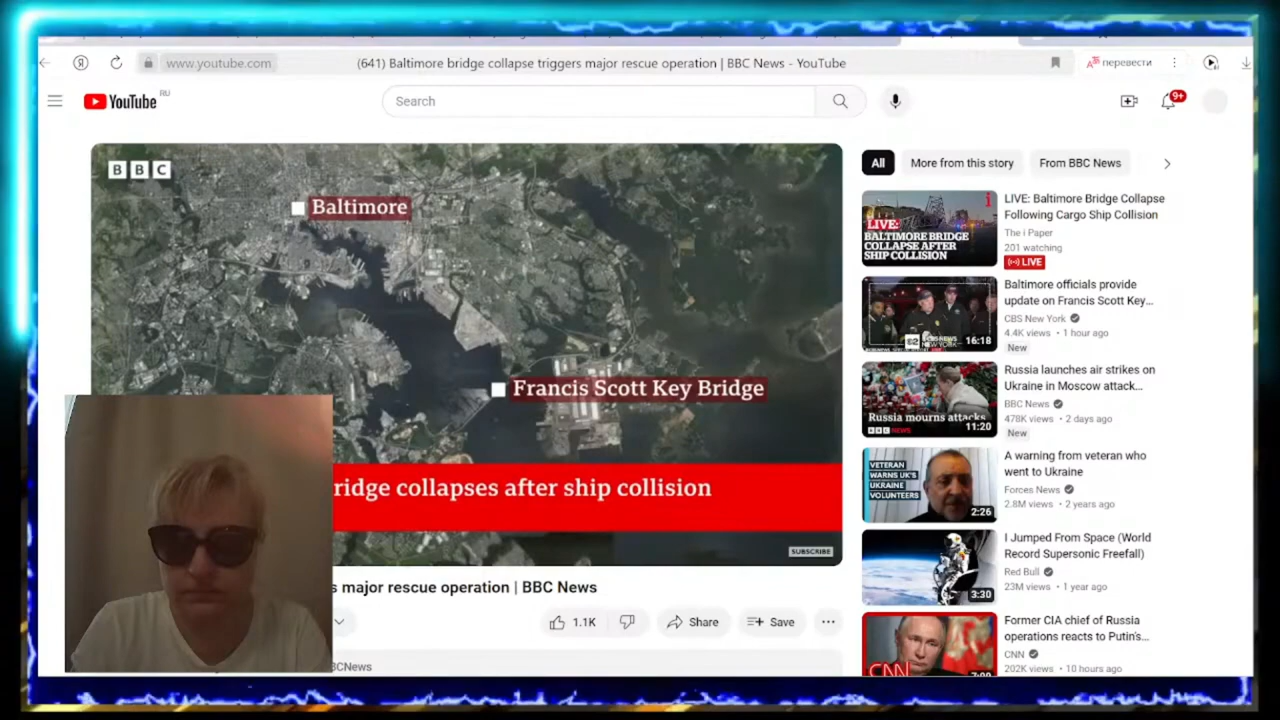 www.youtube.com
(641) Baltimore bridge collapse triggers major rescue operation | BBC News - YouTube
перевести
YouTube RU
Search
9+
BBC
Baltimore
Francis Scott Key Bridge
ridge collapses after ship collision
SUBSCRIBE
s major rescue operation | BBC News
1.1K
Share
Save
BCNews
All
More from this story
From BBC News
LIVE:
BALTIMORE BRIDGE
COLLAPSE AFTER
SHIP COLLISION
LIVE: Baltimore Bridge Collapse
Following Cargo Ship Collision
The i Paper
201 watching
LIVE
16:18
Baltimore officials provide
update on Francis Scott Key...
CBS New York
4.4K views • 1 hour ago
New
Russia mourns attacks
BBC NEWS
11:20
Russia launches air strikes on
Ukraine in Moscow attack...
BBC News
478K views • 2 days ago
New
VETERAN
WARNS UK'S
UKRAINE
VOLUNTEERS
2:26
A warning from veteran who
went to Ukraine
Forces News
2.8M views • 2 years ago
3:30
I Jumped From Space (World
Record Supersonic Freefall)
Red Bull
23M views • 1 year ago
CNN
Former CIA chief of Russia
operations reacts to Putin's...
CNN
202K views • 10 hours ago